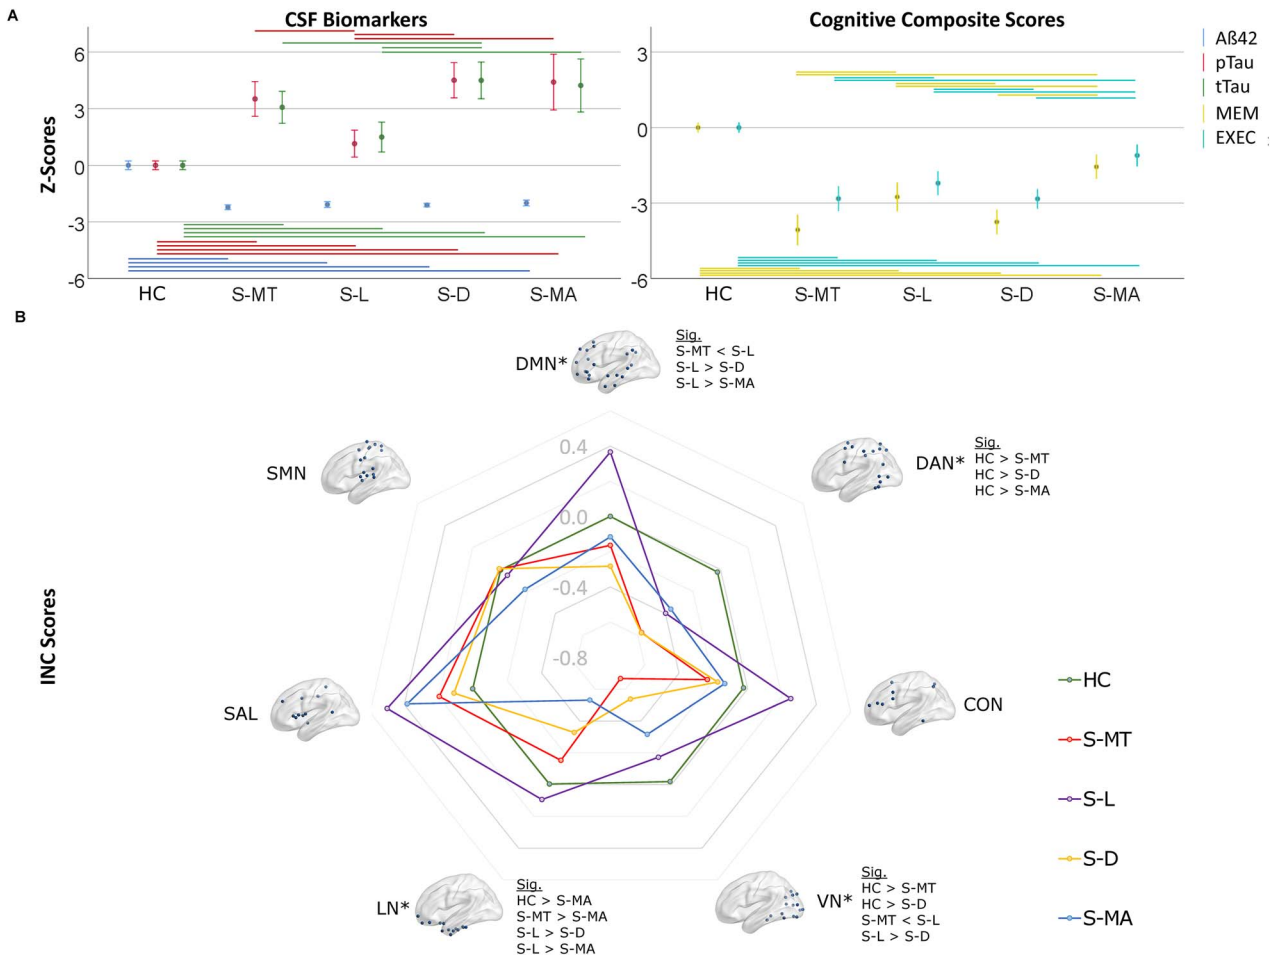 A
CSF Biomarkers
Cognitive Composite Scores
Z-Scores
6
3
0
-3
-6
HC
S-MT
S-L
S-D
S-MA
3
0
-3
-6
HC
S-MT
S-L
S-D
S-MA
Aß42
pTau
tTau
MEM
EXEC
B
INC Scores
DMN*
Sig.
S-MT < S-L
S-L > S-D
S-L > S-MA
SMN
DAN*
Sig.
HC > S-MT
HC > S-D
HC > S-MA
0.4
0.0
-0.4
-0.8
SAL
CON
HC
S-MT
S-L
S-D
S-MA
LN*
Sig.
HC > S-MA
S-MT > S-MA
S-L > S-D
S-L > S-MA
VN*
Sig.
HC > S-MT
HC > S-D
S-MT < S-L
S-L > S-D